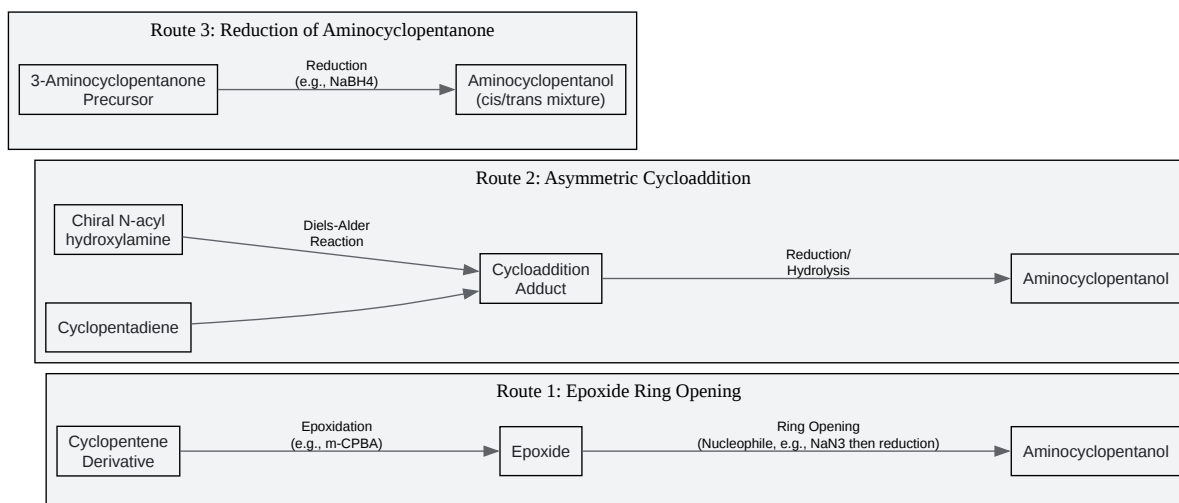 Route 3: Reduction of Aminocyclopentanone
3-Aminocyclopentanone
Precursor
Reduction
(e.g., NaBH4)
Aminocyclopentanol
(cis/trans mixture)
Route 2: Asymmetric Cycloaddition
Chiral N-acyl
hydroxylamine
Diels-Alder
Reaction
Cyclopentadiene
Cycloaddition
Adduct
Reduction/
Hydrolysis
Aminocyclopentanol
Route 1: Epoxide Ring Opening
Cyclopentene
Derivative
Epoxidation
(e.g., m-CPBA)
Epoxide
Ring Opening
(Nucleophile, e.g., NaN3 then reduction)
Aminocyclopentanol